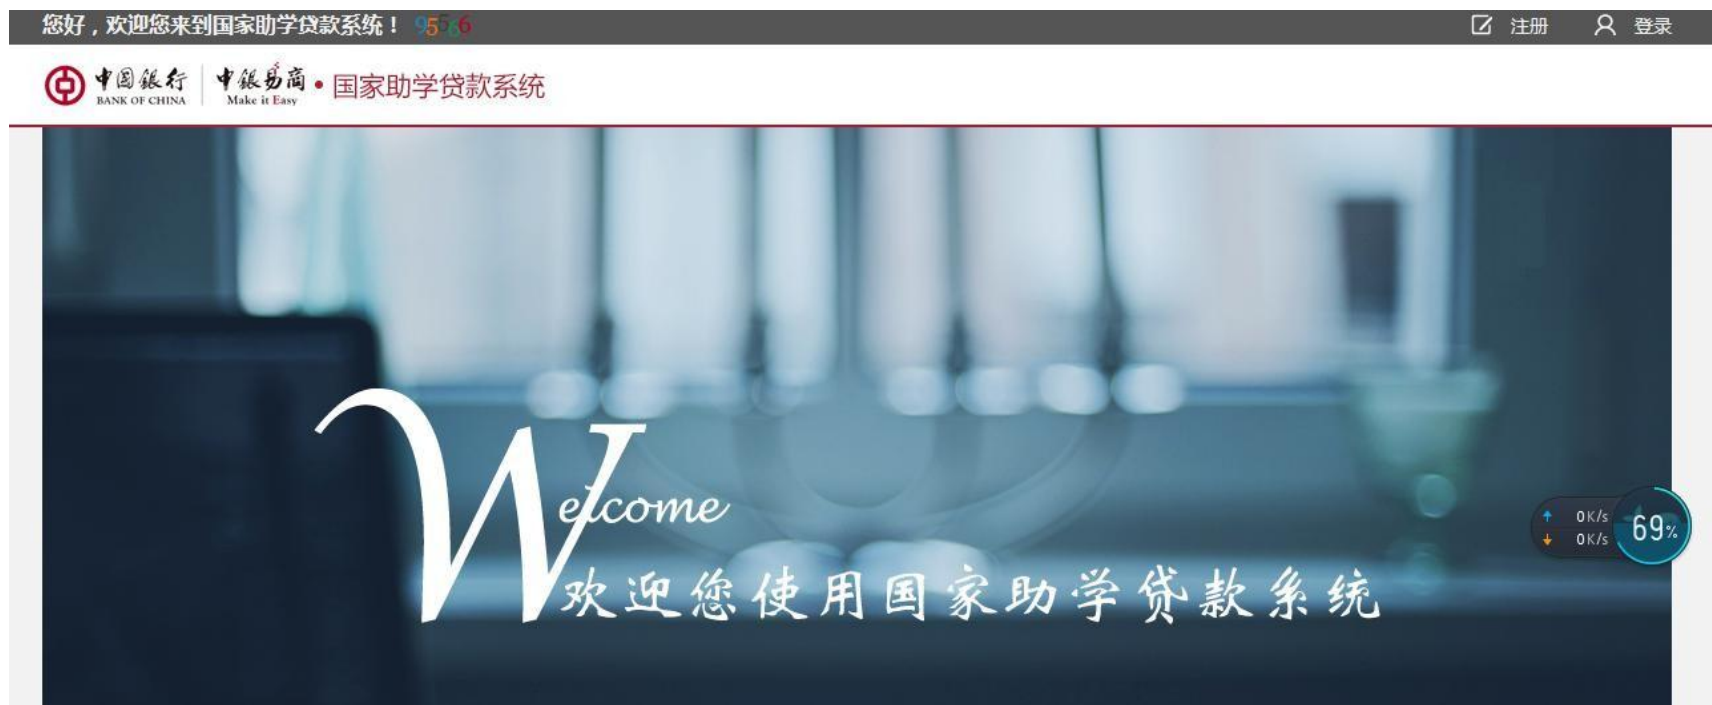 您好，欢迎您来到国家助学贷款系统！ 95566
注册 登录
中国銀行 中銀易商 • 国家助学贷款系统
BANK OF CHINA Make it Easy
Welcome
0K/s
0K/s
69%
欢迎您使用国家助学贷款系统